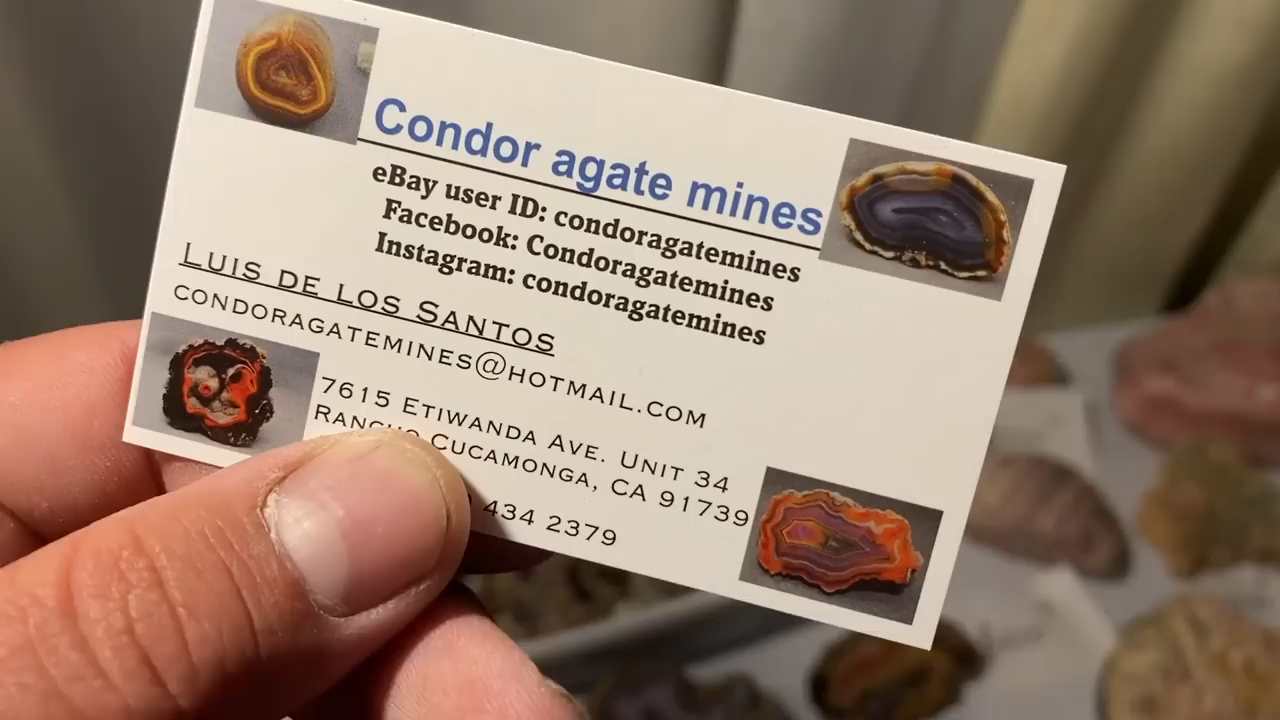 Condor agate mines
eBay user ID: condoragatemines
Facebook: Condoragatemines
Instagram: condoragatemines
LUIS DE LOS SANTOS
CONDORAGATEMINES@HOTMAIL.COM
7615 ETIWANDA AVE. UNIT 34
RANCHO CUCAMONGA, CA 91739
434 2379